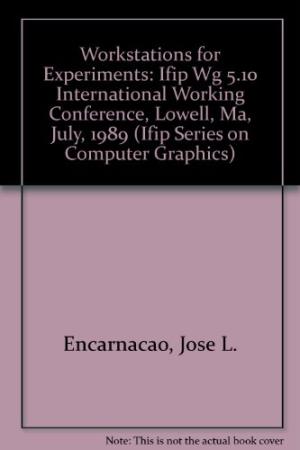 Workstations for
Experiments: Ifip Wg 5.10
International Working
Conference, Lowell, Ma,
July, 1989 (Ifip Series on
Computer Graphics)
Encarnacao, Jose L.
Note: This is not the actual book cover